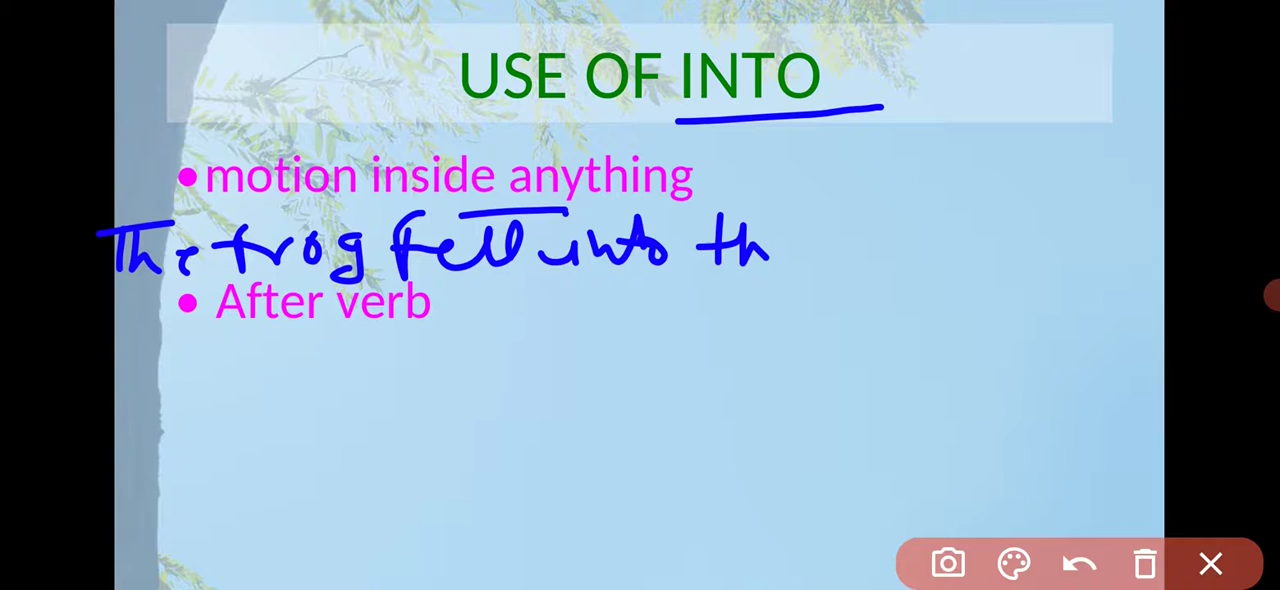 USE OF INTO
•motion inside anything
The frog fell into th
• After verb